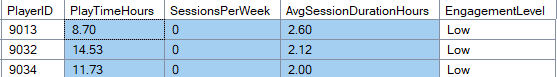 PlayerID PlayTimeHours SessionsPerWeek AvgSessionDurationHours EngagementLevel
9013 8.70 0 2.60 Low
9032 14.53 0 2.12 Low
9034 11.73 0 2.00 Low